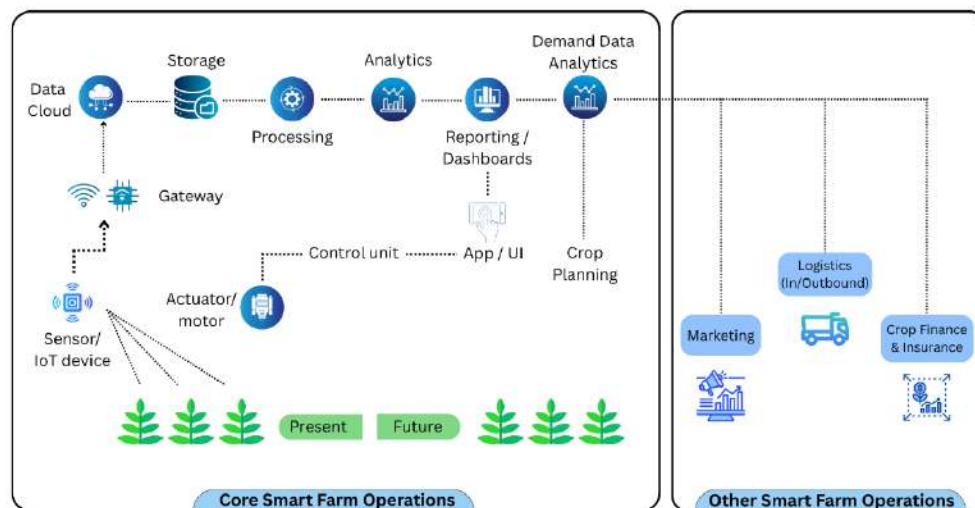 Demand Data
Analytics
Storage
Analytics
Data
Cloud
Processing
Reporting /
Dashboards
Gateway
Control unit
App / UI
Crop
Planning
Actuator/
motor
Sensor/
IoT device
Present
Future
Core Smart Farm Operations
Logistics
(In/Outbound)
Marketing
Crop Finance
& Insurance
Other Smart Farm Operations